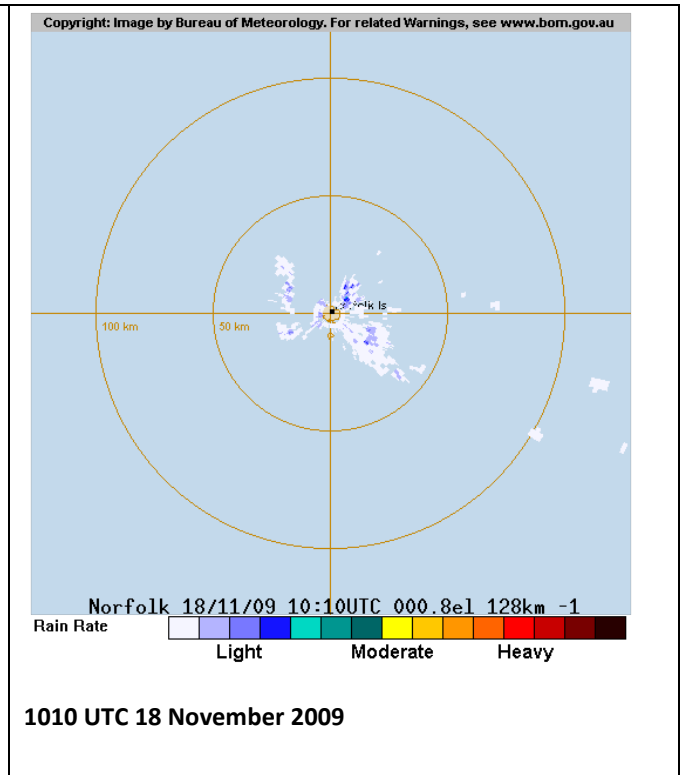 Copyright: Image by Bureau of Meteorology. For related Warnings, see www.bom.gov.au
Is
100 km
50 km
Norfolk 18/11/09 10:10UTC 000.8el 128km -1
Rain Rate
Light
Moderate
Heavy
1010 UTC 18 November 2009